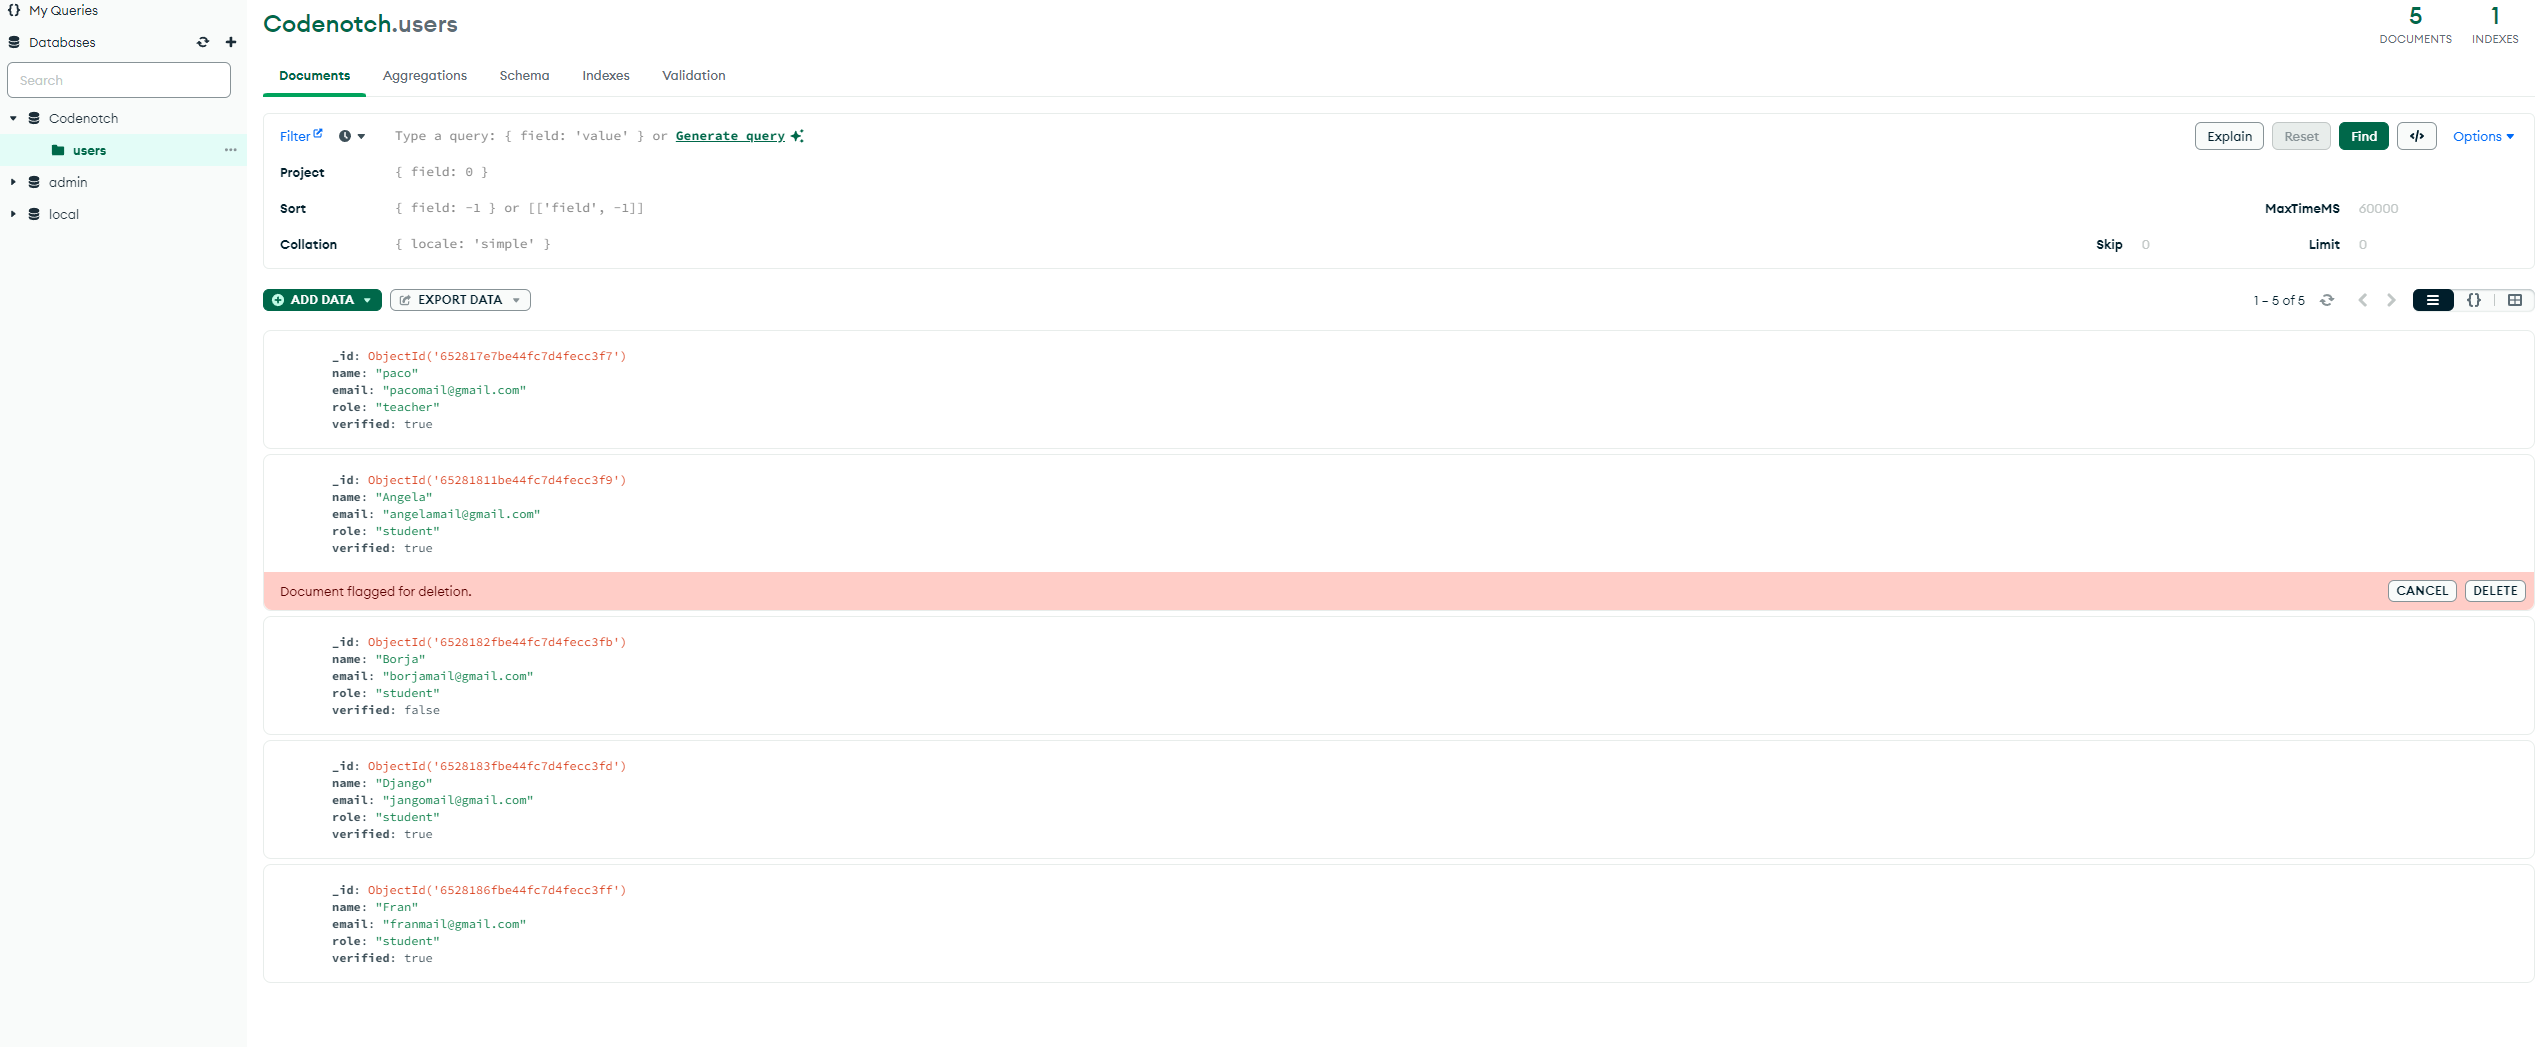 My Queries
Databases
Search
Codenotch
users
admin
local
Codenotch.users
5 DOCUMENTS
1 INDEXES
Documents Aggregations Schema Indexes Validation
Filter Type a query: { field: 'value' } or Generate query Explain Reset Find </> Options
Project { field: 0 }
Sort { field: -1 } or [['field', -1]] MaxTimeMS 60000
Collation { locale: 'simple' } Skip 0 Limit 0
ADD DATA EXPORT DATA 1 – 5 of 5
_id: ObjectId('652817e7be44fc7d4fecc3f7')
name: "paco"
email: "pacomail@gmail.com"
role: "teacher"
verified: true
_id: ObjectId('65281811be44fc7d4fecc3f9')
name: "Angela"
email: "angelamail@gmail.com"
role: "student"
verified: true
Document flagged for deletion. CANCEL DELETE
_id: ObjectId('6528182fbe44fc7d4fecc3fb')
name: "Borja"
email: "borjamail@gmail.com"
role: "student"
verified: false
_id: ObjectId('6528183fbe44fc7d4fecc3fd')
name: "Django"
email: "jangomail@gmail.com"
role: "student"
verified: true
_id: ObjectId('6528186fbe44fc7d4fecc3ff')
name: "Fran"
email: "franmail@gmail.com"
role: "student"
verified: true